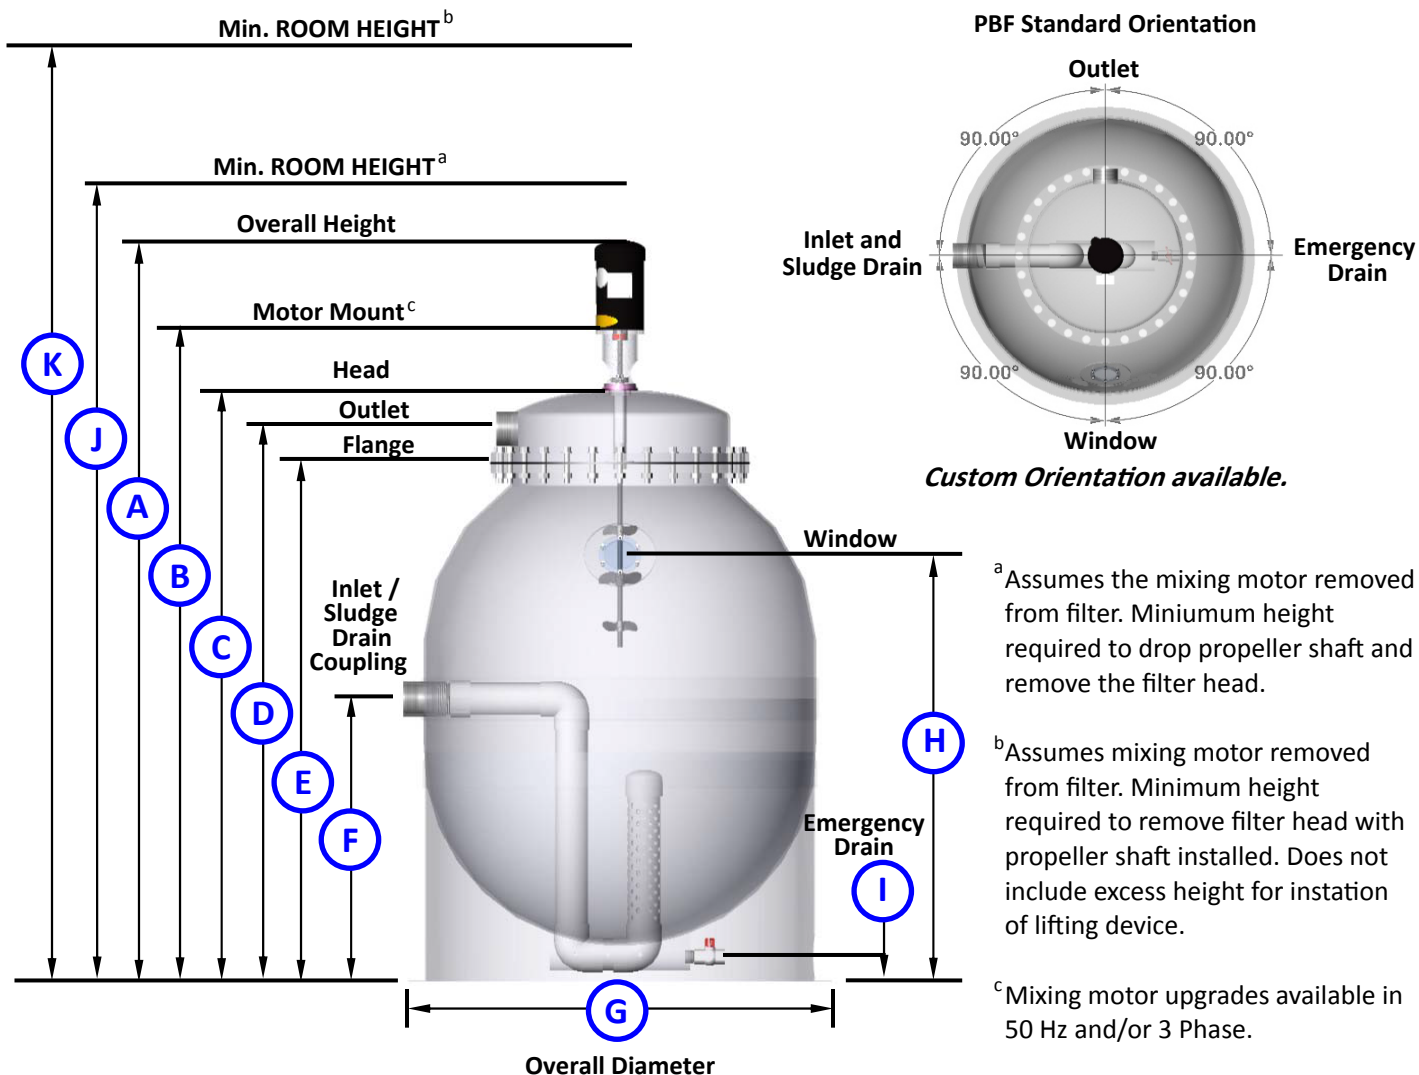 Min. ROOM HEIGHT b
Min. ROOM HEIGHT a
Overall Height
Motor Mount c
Head
Outlet
Flange
Window
Inlet /
Sludge
Drain
Coupling
Emergency
Drain
K
J
A
B
C
D
E
F
H
I
G
Overall Diameter
PBF Standard Orientation
Outlet
90.00°
90.00°
Inlet and
Sludge Drain
Emergency
Drain
90.00°
90.00°
Window
Custom Orientation available.
a Assumes the mixing motor removed
from filter. Miniumum height
required to drop propeller shaft and
remove the filter head.
b Assumes mixing motor removed
from filter. Minimum height
required to remove filter head with
propeller shaft installed. Does not
include excess height for instation
of lifting device.
c Mixing motor upgrades available in
50 Hz and/or 3 Phase.